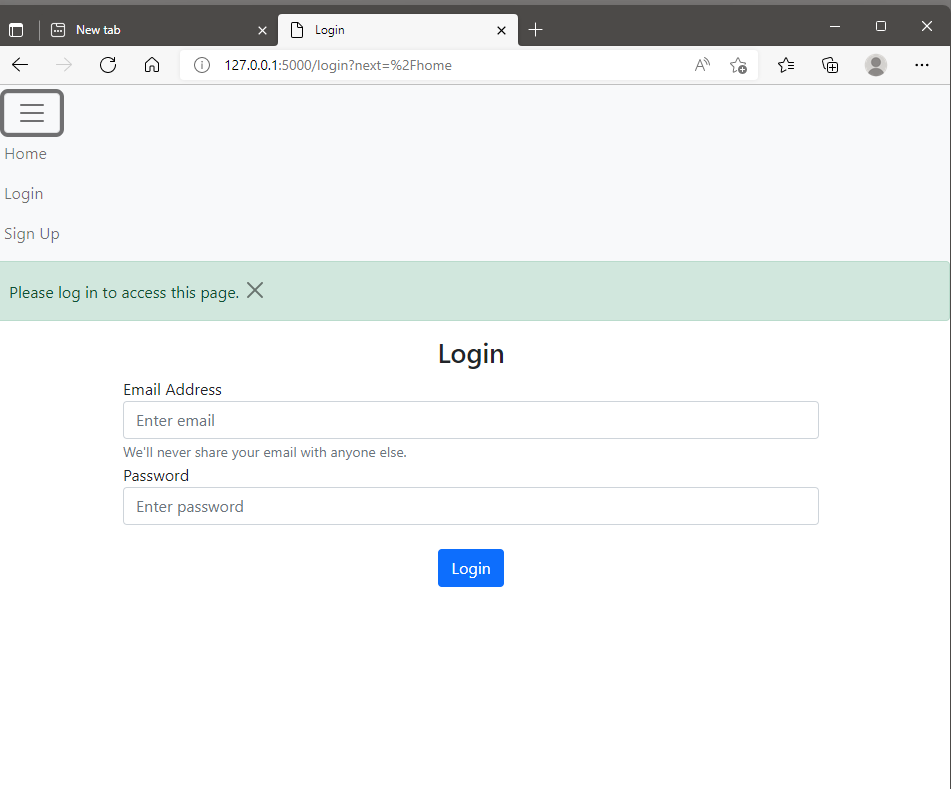 New tab
Login
127.0.0.1:5000/login?next=%2Fhome
Home
Login
Sign Up
Please log in to access this page.
Login
Email Address
Enter email
We'll never share your email with anyone else.
Password
Enter password
Login